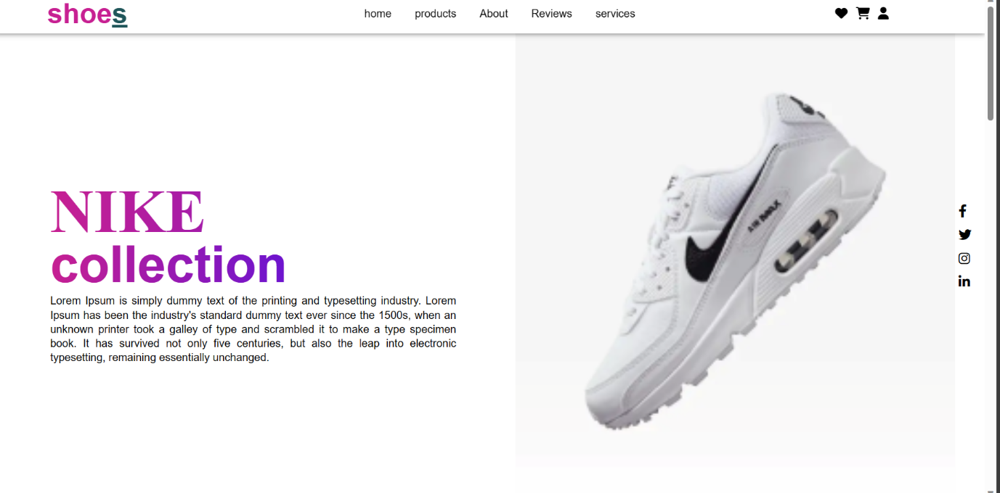 shoes
home products About Reviews services
NIKE
collection
Lorem Ipsum is simply dummy text of the printing and typesetting industry. Lorem
Ipsum has been the industry's standard dummy text ever since the 1500s, when an
unknown printer took a galley of type and scrambled it to make a type specimen
book. It has survived not only five centuries, but also the leap into electronic
typesetting, remaining essentially unchanged.
AIR MAX